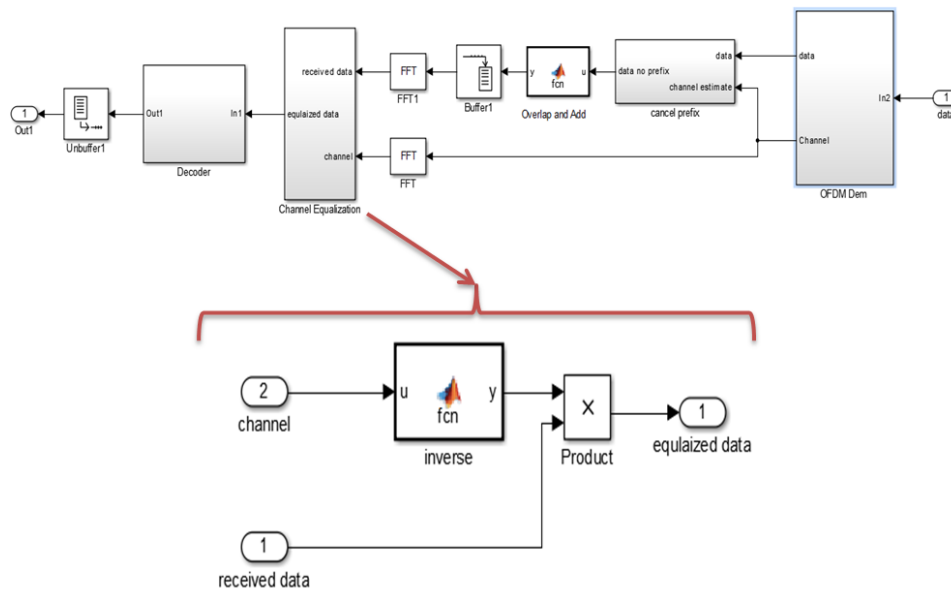 1
Out1
Unbuffer1
Out1
In1
Decoder
received data
equlaized data
channel
Channel Equalization
FFT
FFT1
FFT
FFT
Buffer1
y
u
fcn
Overlap and Add
data
data no prefix
channel estimate
cancel prefix
data
In2
Channel
OFDM Dem
1
data
2
channel
u
y
fcn
inverse
×
Product
1
equlaized data
1
received data